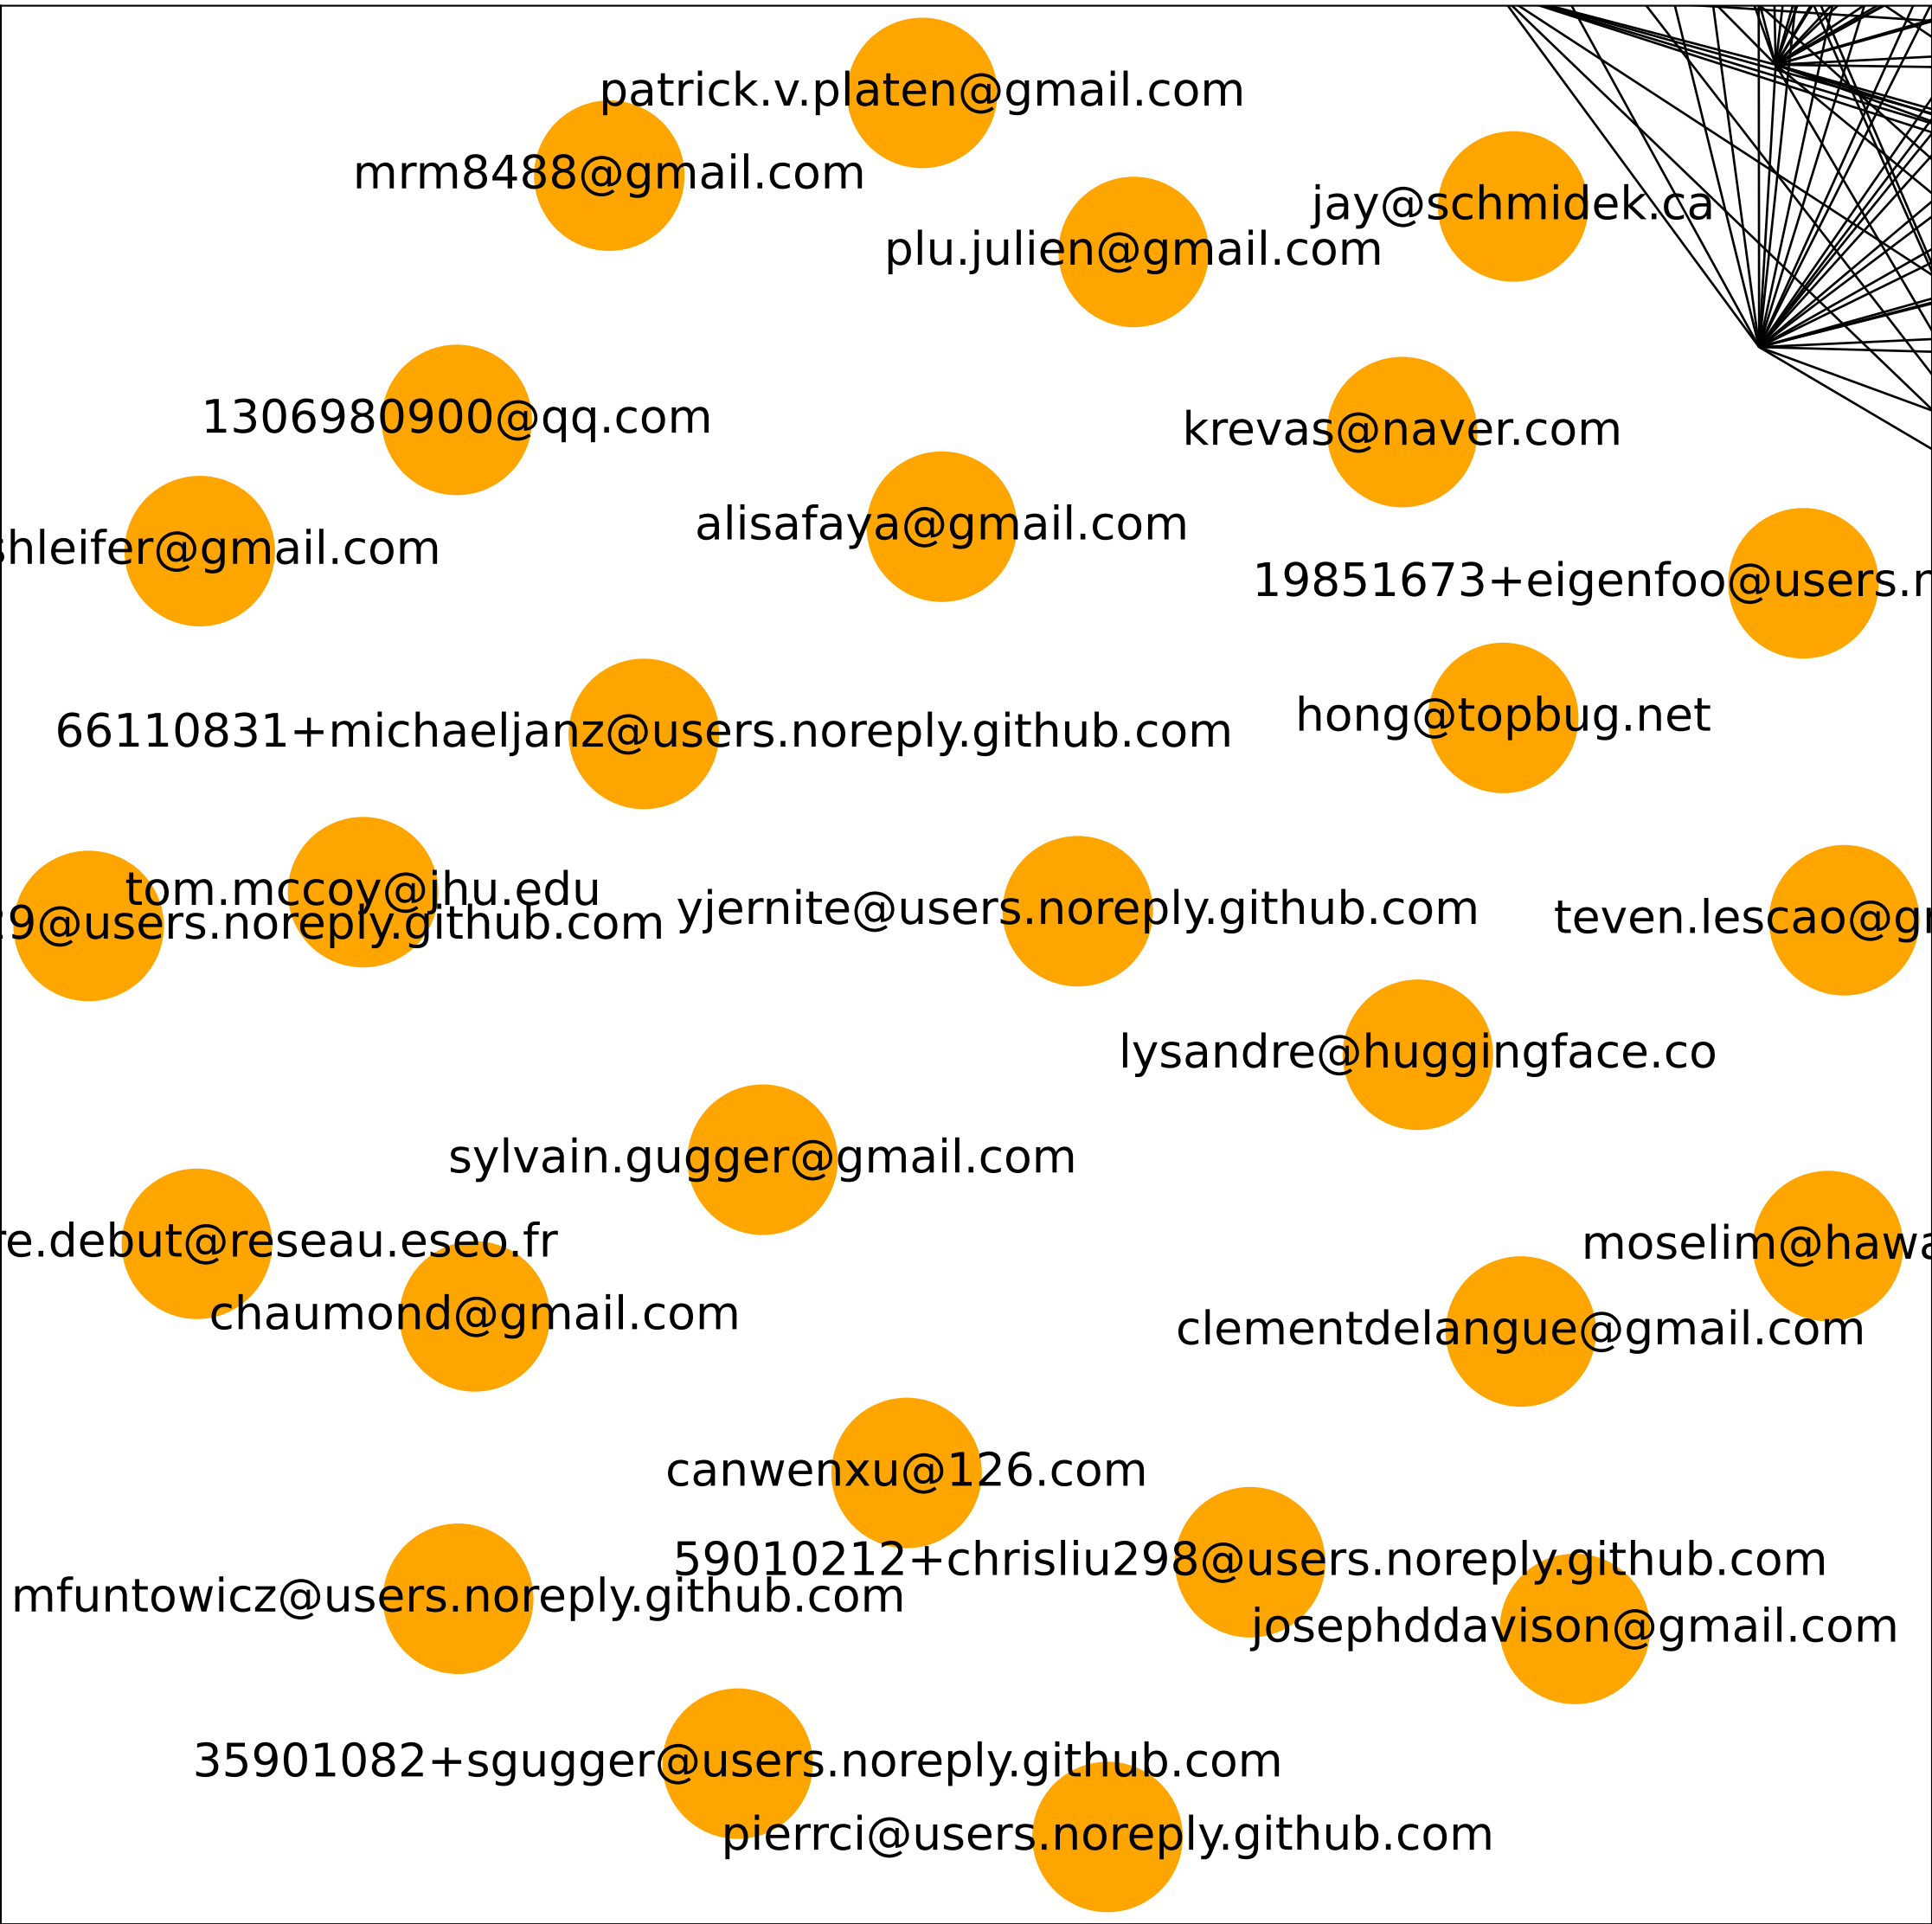 patrick.v.platen@gmail.com
mrm8488@gmail.com
jay@schmidek.ca
plu.julien@gmail.com
1306980900@qq.com
krevas@naver.com
alisafaya@gmail.com
shleifer@gmail.com
19851673+eigenfoo@users.n
hong@topbug.net
66110831+michaeljanz@users.noreply.github.com
tom.mccoy@jhu.edu
yjernite@users.noreply.github.com
teven.lescao@gm
29@users.noreply.github.com
lysandre@huggingface.co
sylvain.gugger@gmail.com
re.debut@reseau.eseo.fr
moselim@hawa
chaumond@gmail.com
clementdelangue@gmail.com
canwenxu@126.com
59010212+chrisliu298@users.noreply.github.com
mfuntowicz@users.noreply.github.com
josephddavison@gmail.com
35901082+sgugger@users.noreply.github.com
pierrci@users.noreply.github.com